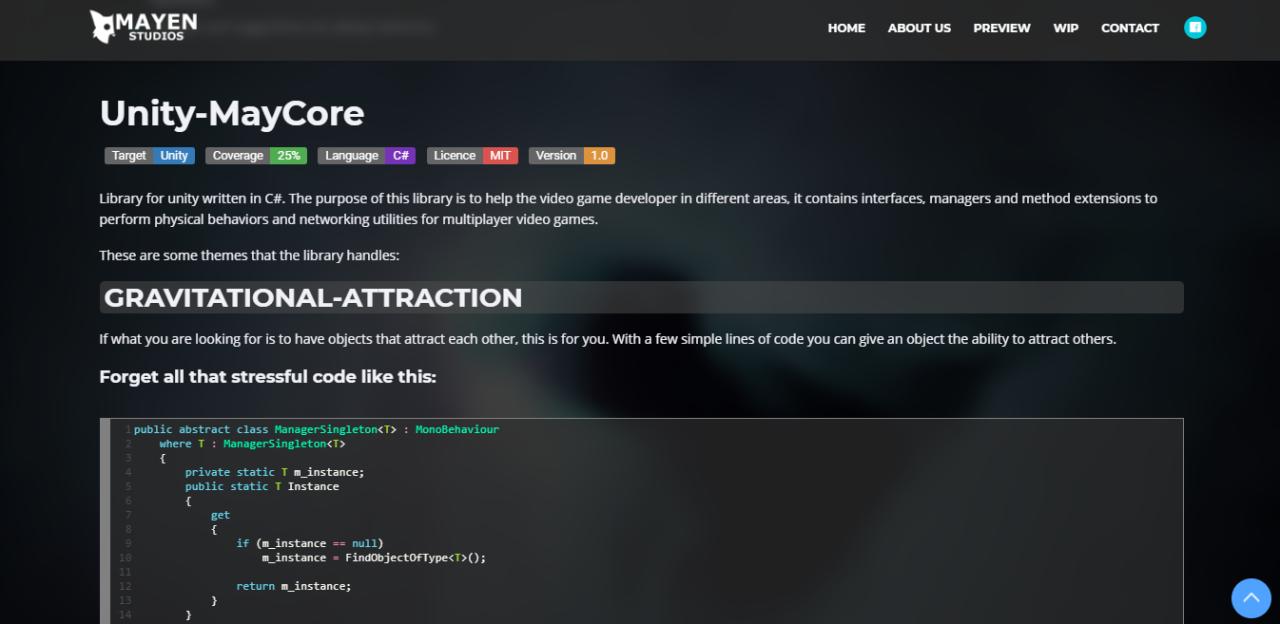 MAYEN
STUDIOS
HOME ABOUT US PREVIEW WIP CONTACT
Unity-MayCore
Target Unity Coverage 25% Language C# Licence MIT Version 1.0
Library for unity written in C#. The purpose of this library is to help the video game developer in different areas, it contains interfaces, managers and method extensions to
perform physical behaviors and networking utilities for multiplayer video games.
These are some themes that the library handles:
GRAVITATIONAL-ATTRACTION
If what you are looking for is to have objects that attract each other, this is for you. With a few simple lines of code you can give an object the ability to attract others.
Forget all that stressful code like this:
1 public abstract class ManagerSingleton<T> : MonoBehaviour
2     where T : ManagerSingleton<T>
3     {
4         private static T m_instance;
5         public static T Instance
6         {
7             get
8             {
9                 if (m_instance == null)
10                     m_instance = FindObjectOfType<T>();
11
12                 return m_instance;
13             }
14         }